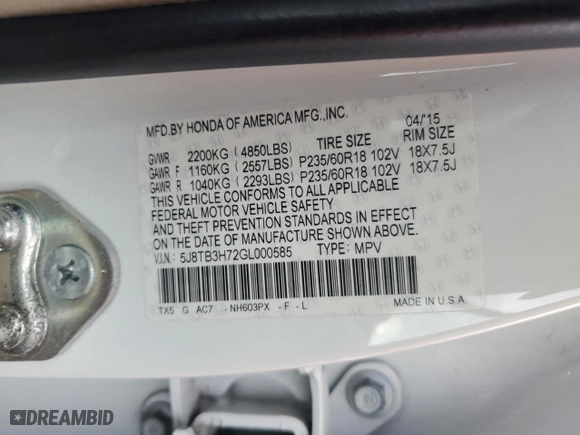 MFD.BY HONDA OF AMERICA MFG.,INC. 04/'15
GVWR 2200KG (4850LBS) TIRE SIZE RIM SIZE
GAWR F 1160KG (2557LBS) P235/60R18 102V 18X7.5J
GAWR R 1040KG (2293LBS) P235/60R18 102V 18X7.5J
THIS VEHICLE CONFORMS TO ALL APPLICABLE
FEDERAL MOTOR VEHICLE SAFETY
AND THEFT PREVENTION STANDARDS IN EFFECT
ON THE DATE OF MANUFACTURE SHOWN ABOVE.
V.I.N.: 5J8TB3H72GL000585 TYPE: MPV
TX5 G AC7 - NH603PX - F - L MADE IN U.S.A.
DREAMBID